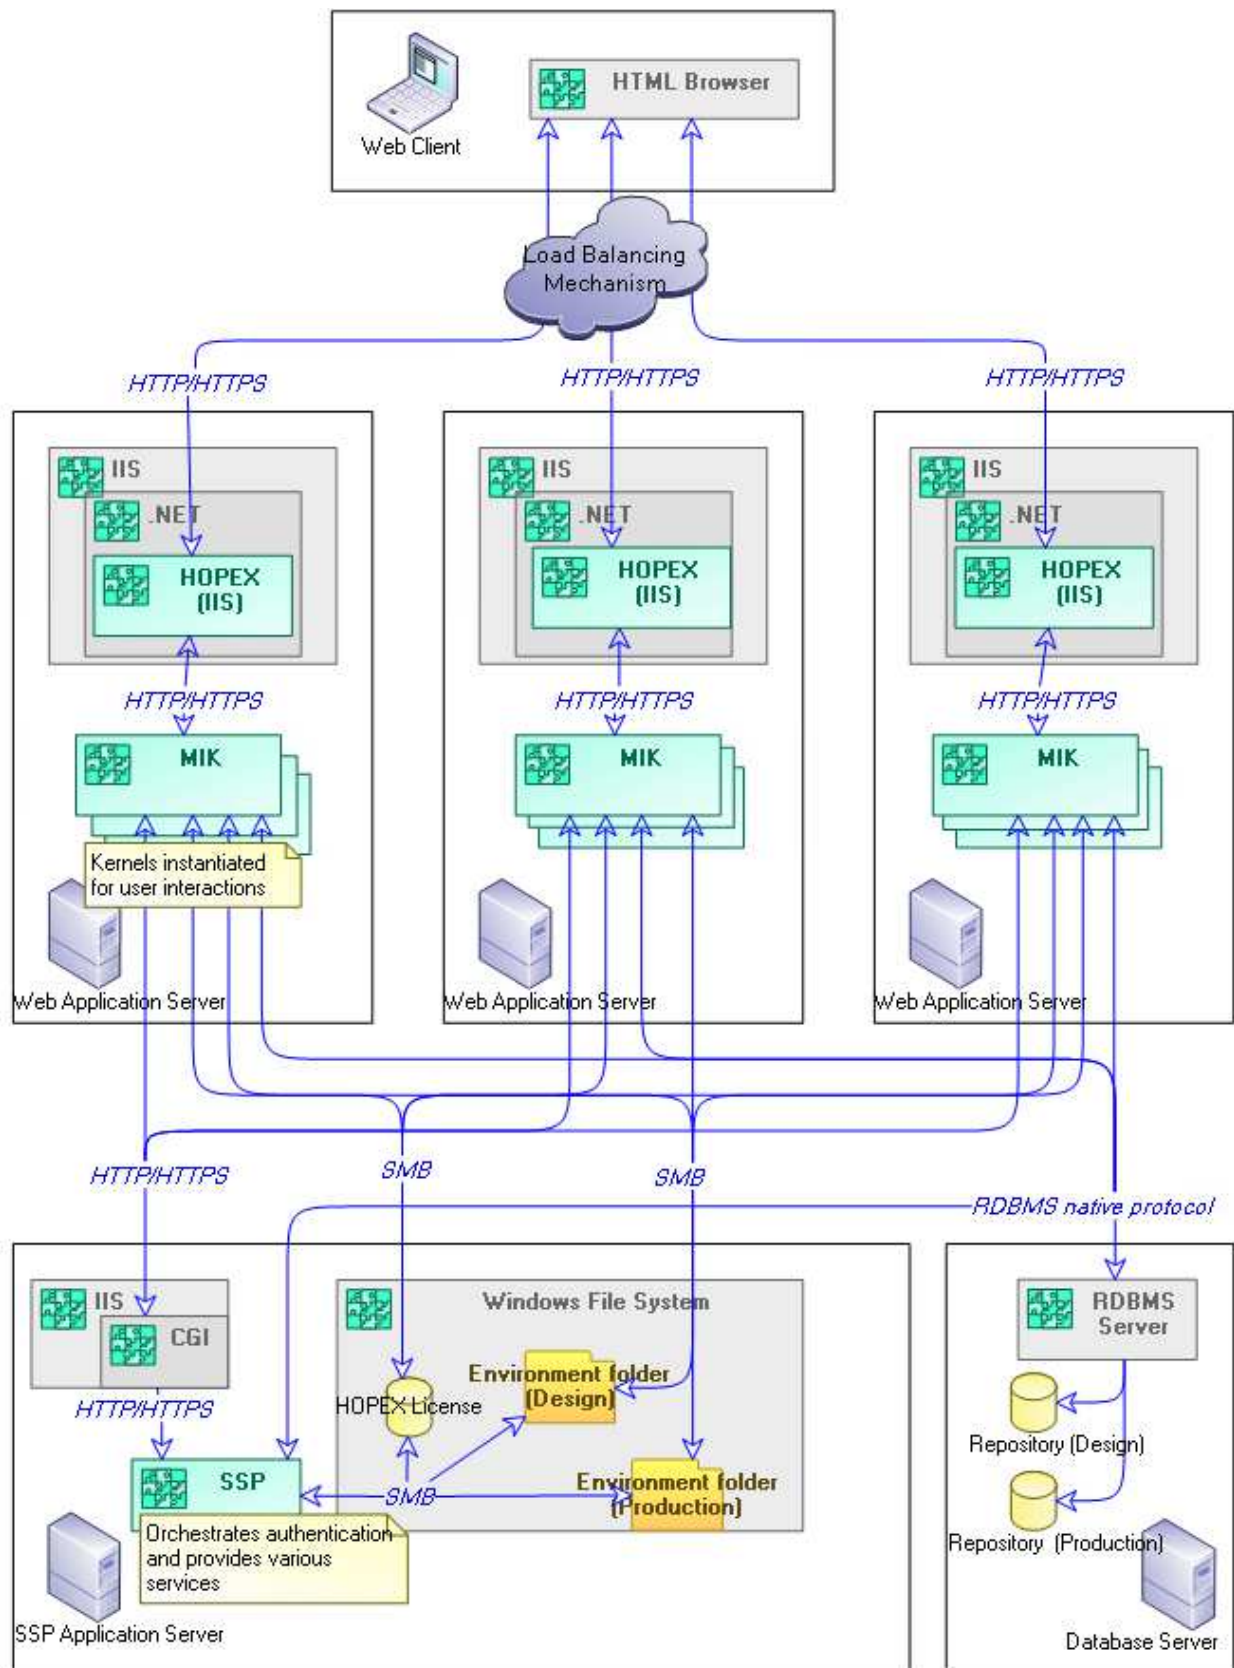 HTML Browser
Web Client
Load Balancing
Mechanism
HTTP/HTTPS
HTTP/HTTPS
HTTP/HTTPS
IIS
.NET
HOPEX
(IIS)
HTTP/HTTPS
MIK
Kernels instantiated
for user interactions
Web Application Server
IIS
.NET
HOPEX
(IIS)
HTTP/HTTPS
MIK
Web Application Server
IIS
.NET
HOPEX
(IIS)
HTTP/HTTPS
MIK
Web Application Server
HTTP/HTTPS
SMB
SMB
RDBMS native protocol
IIS
CGI
HTTP/HTTPS
SSP
Orchestrates authentication
and provides various
services
SSP Application Server
Windows File System
HOPEX License
Environment folder
(Design)
SMB
Environment folder
(Production)
RDBMS
Server
Repository (Design)
Repository (Production)
Database Server